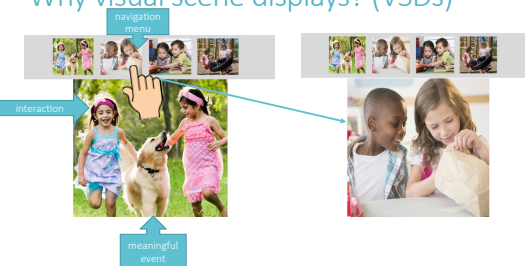 Why visual scene displays? (VSDs)
navigation
menu
interaction
meaningful
event